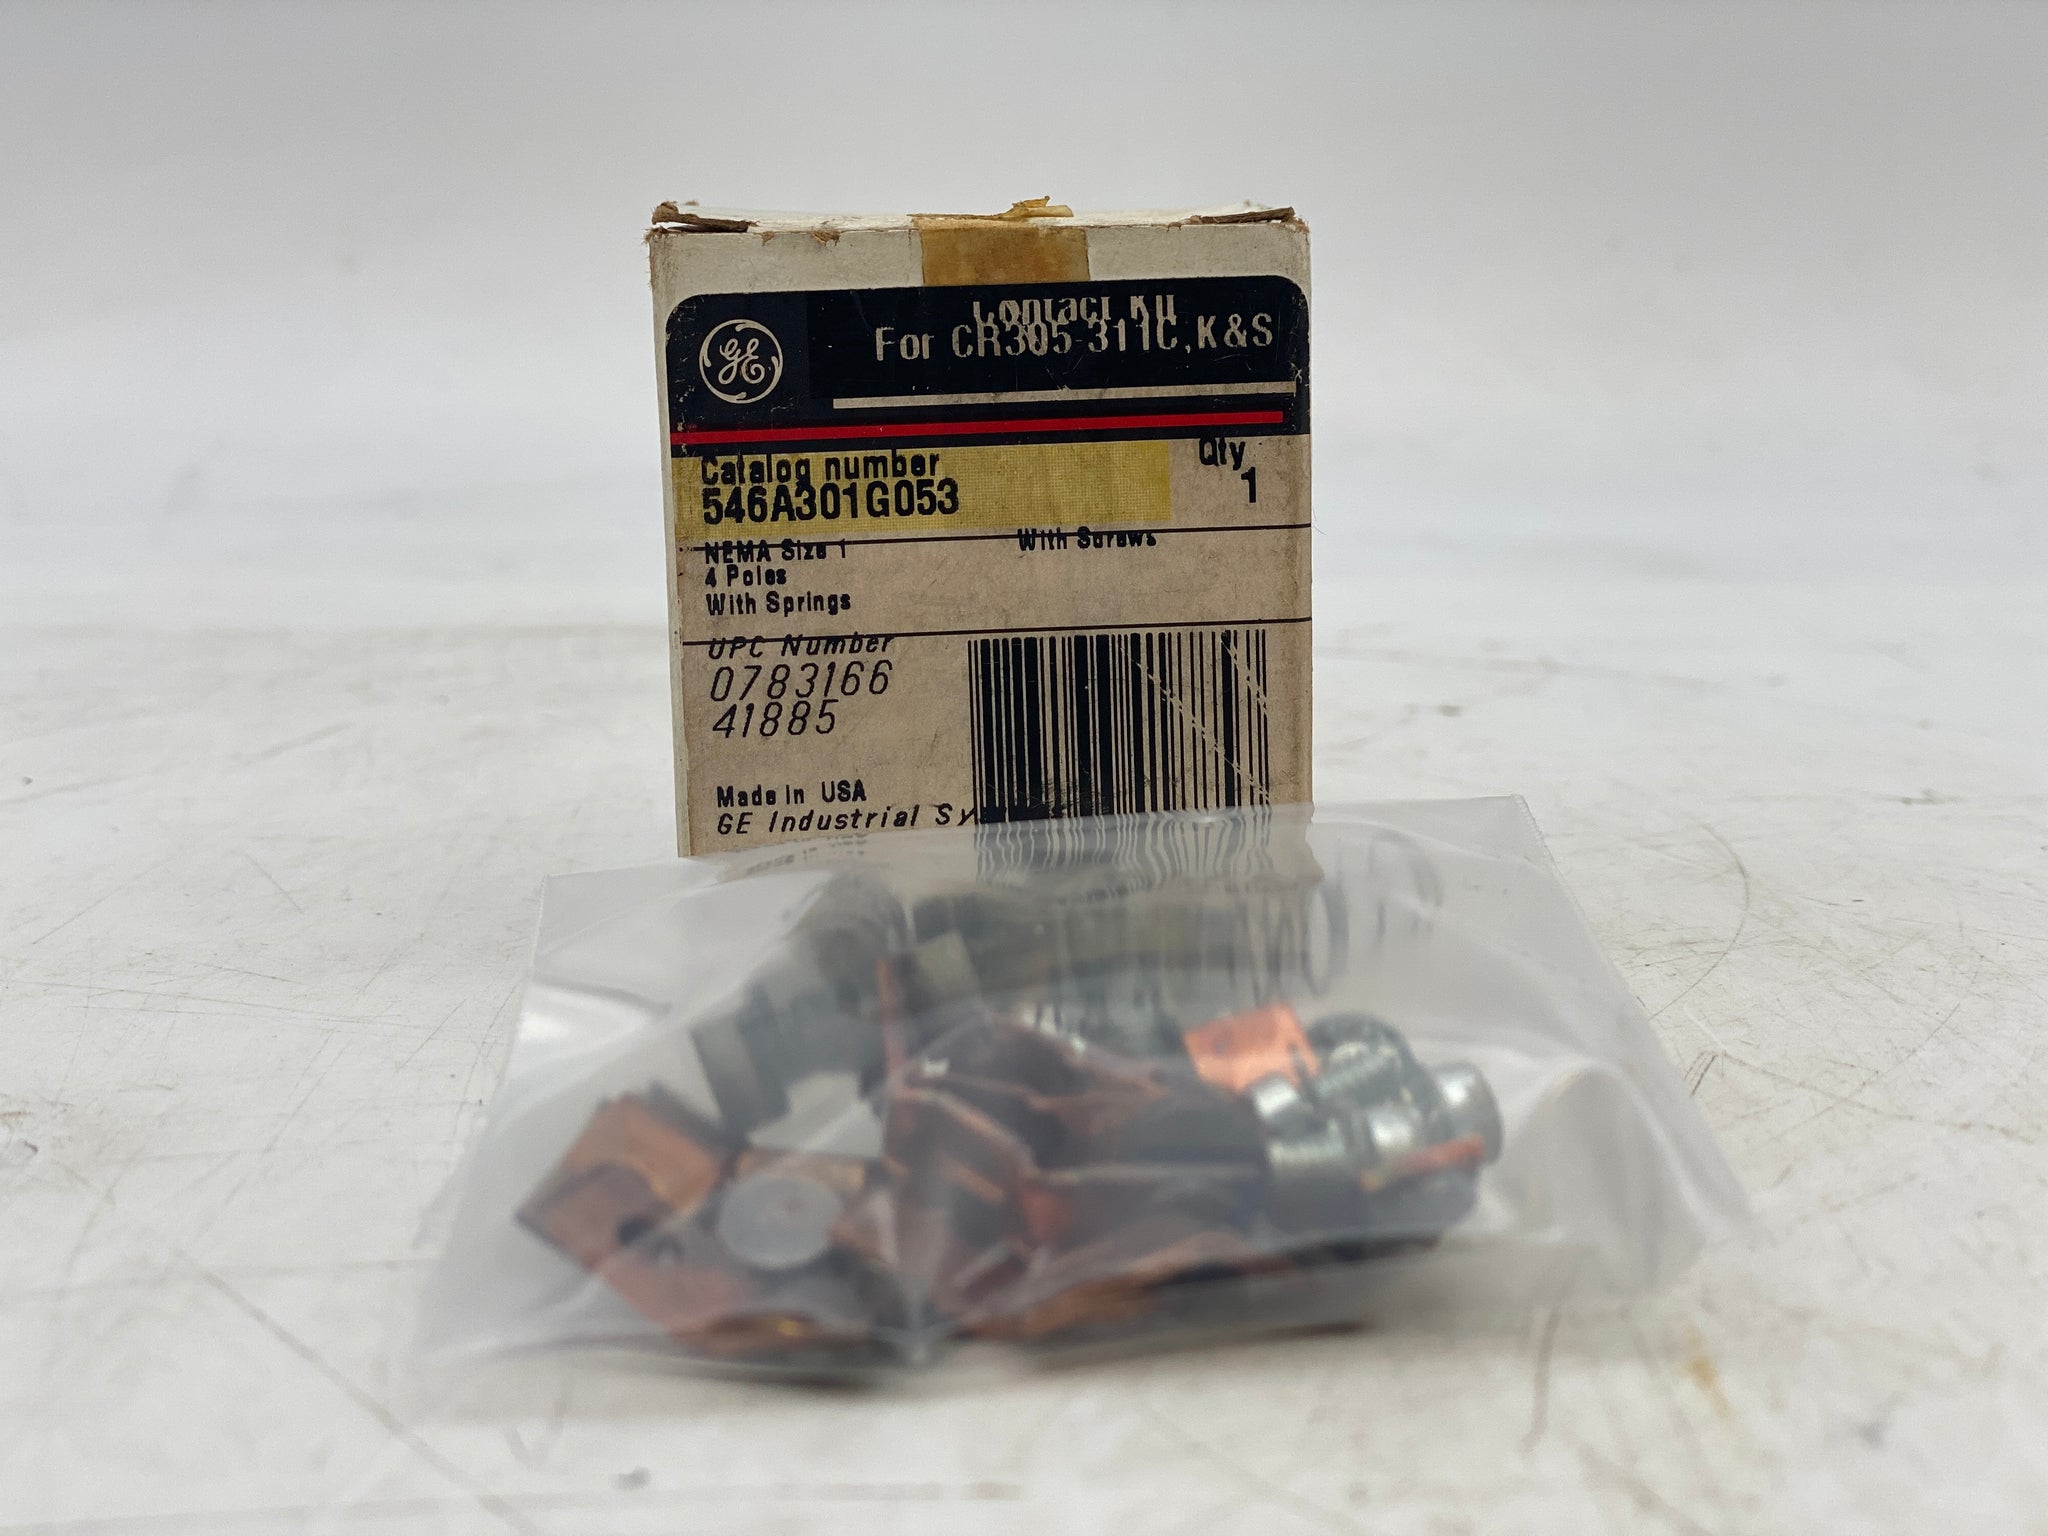 Contact Kit
For CR305-311C, K & S
GE
Catalog number
Qty
546A301G053
1
NEMA Size 1
With Screws
4 Poles
With Springs
UPC Number
0783166
41885
Made in USA
GE Industrial Sy